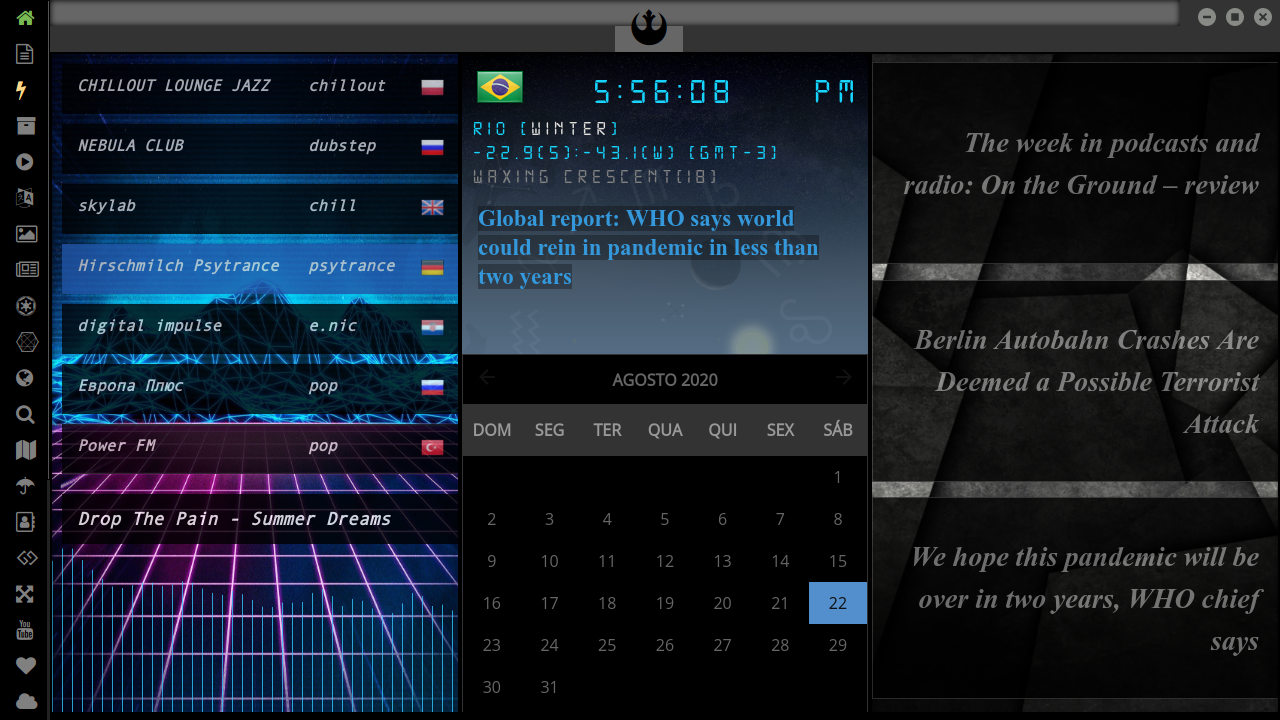 CHILLOUT LOUNGE JAZZ chillout
NEBULA CLUB dubstep
skylab chill
Hirschmilch Psytrance psytrance
digital impulse e.nic
Европа Плюс pop
Power FM pop
Drop The Pain - Summer Dreams
5:56:08 PM
RIO [WINTER]
-22.9(S):-43.1(W) [GMT-3]
WAXING CRESCENT[18]
Global report: WHO says world
could rein in pandemic in less than
two years
AGOSTO 2020
DOM SEG TER QUA QUI SEX SÁB
1
2 3 4 5 6 7 8
9 10 11 12 13 14 15
16 17 18 19 20 21 22
23 24 25 26 27 28 29
30 31
The week in podcasts and
radio: On the Ground – review
Berlin Autobahn Crashes Are
Deemed a Possible Terrorist
Attack
We hope this pandemic will be
over in two years, WHO chief
says
You
Tube